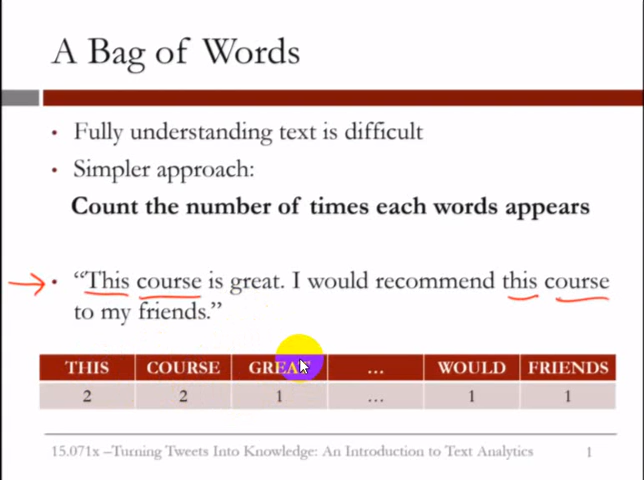 A Bag of Words
• Fully understanding text is difficult
• Simpler approach:
Count the number of times each words appears
• “This course is great. I would recommend this course
to my friends.”
THIS COURSE GREAT ... WOULD FRIENDS
2 2 1 ... 1 1
15.071x –Turning Tweets Into Knowledge: An Introduction to Text Analytics 1